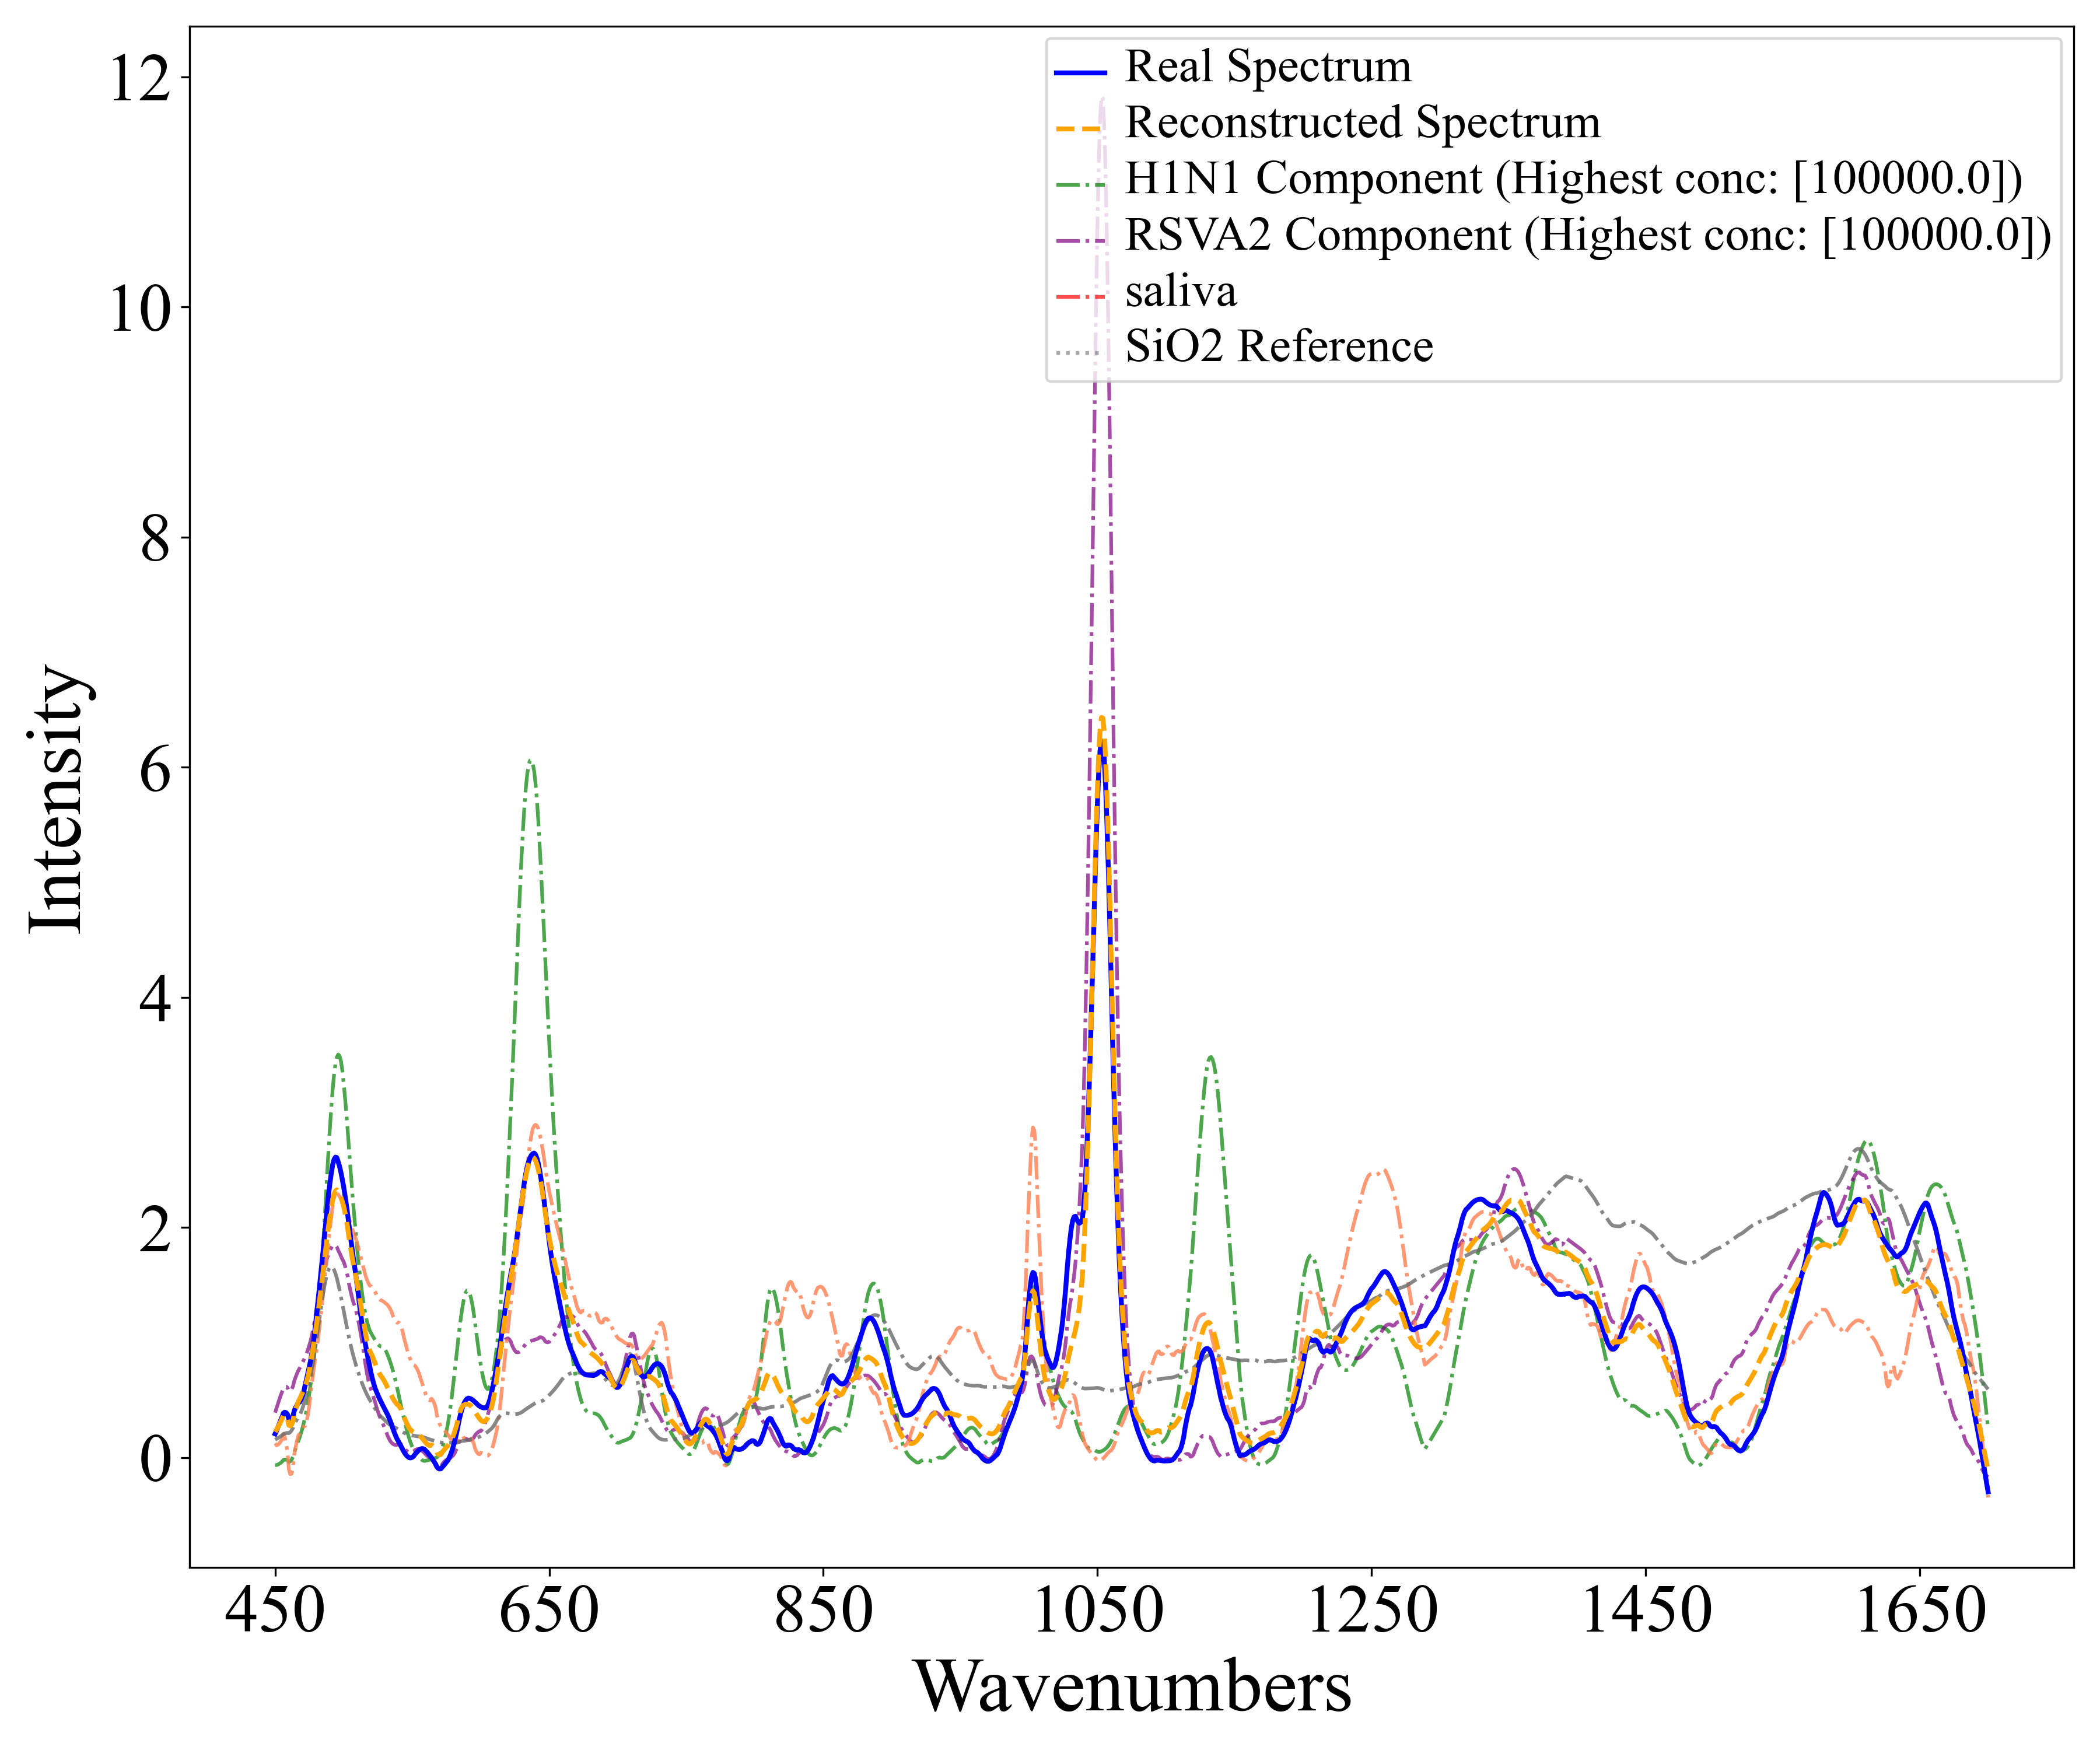 12
10
8
6
4
2
0
Intensity
Real Spectrum
Reconstructed Spectrum
H1N1 Component (Highest conc: [100000.0])
RSVA2 Component (Highest conc: [100000.0])
saliva
SiO2 Reference
450 650 850 1050 1250 1450 1650
Wavenumbers